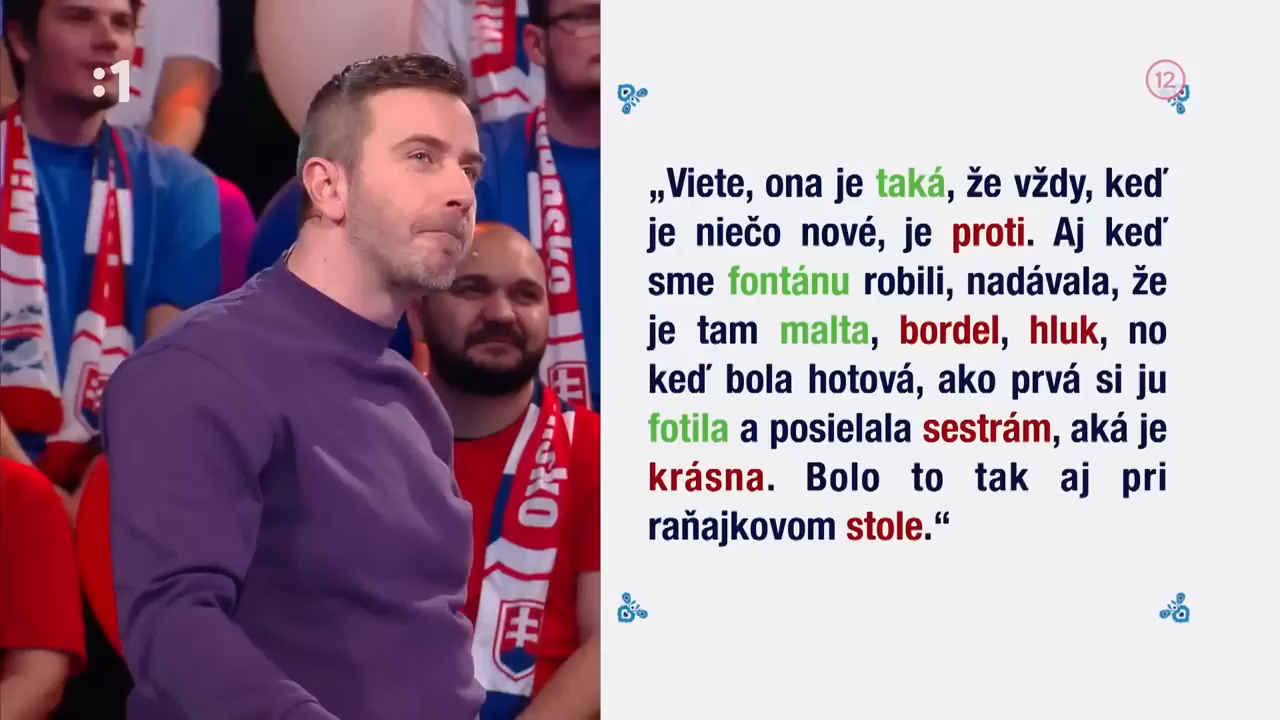 :1
12
„Viete, ona je taká, že vždy, keď
je niečo nové, je proti. Aj keď
sme fontánu robili, nadávala, že
je tam malta, bordel, hluk, no
keď bola hotová, ako prvá si ju
fotila a posielala sestrám, aká je
krásna. Bolo to tak aj pri
raňajkovom stole.“